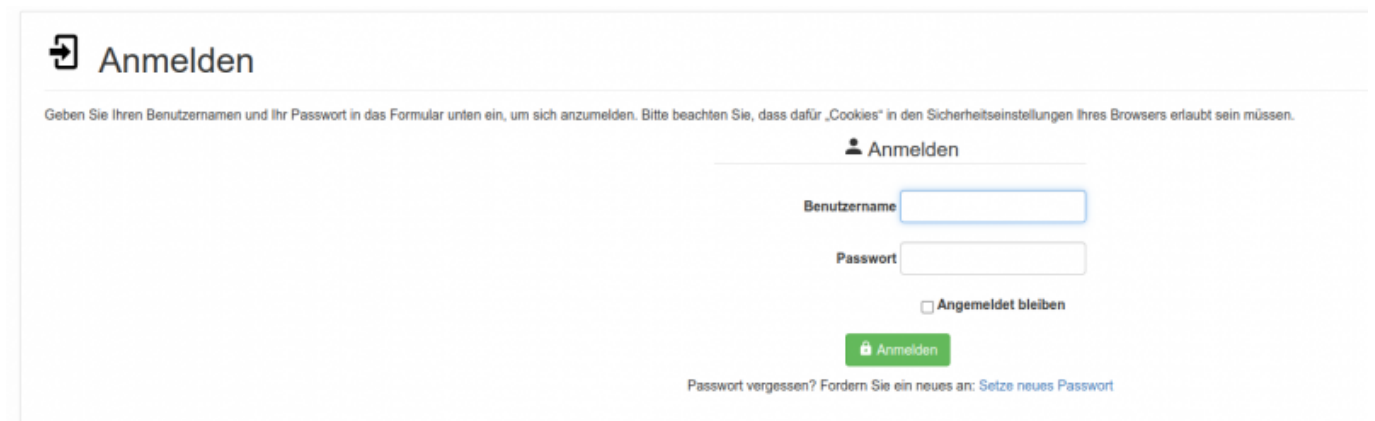 Anmelden
Geben Sie Ihren Benutzernamen und Ihr Passwort in das Formular unten ein, um sich anzumelden. Bitte beachten Sie, dass dafür „Cookies“ in den Sicherheitseinstellungen Ihres Browsers erlaubt sein müssen.
Anmelden
Benutzername
Passwort
Angemeldet bleiben
Anmelden
Passwort vergessen? Fordern Sie ein neues an: Setze neues Passwort